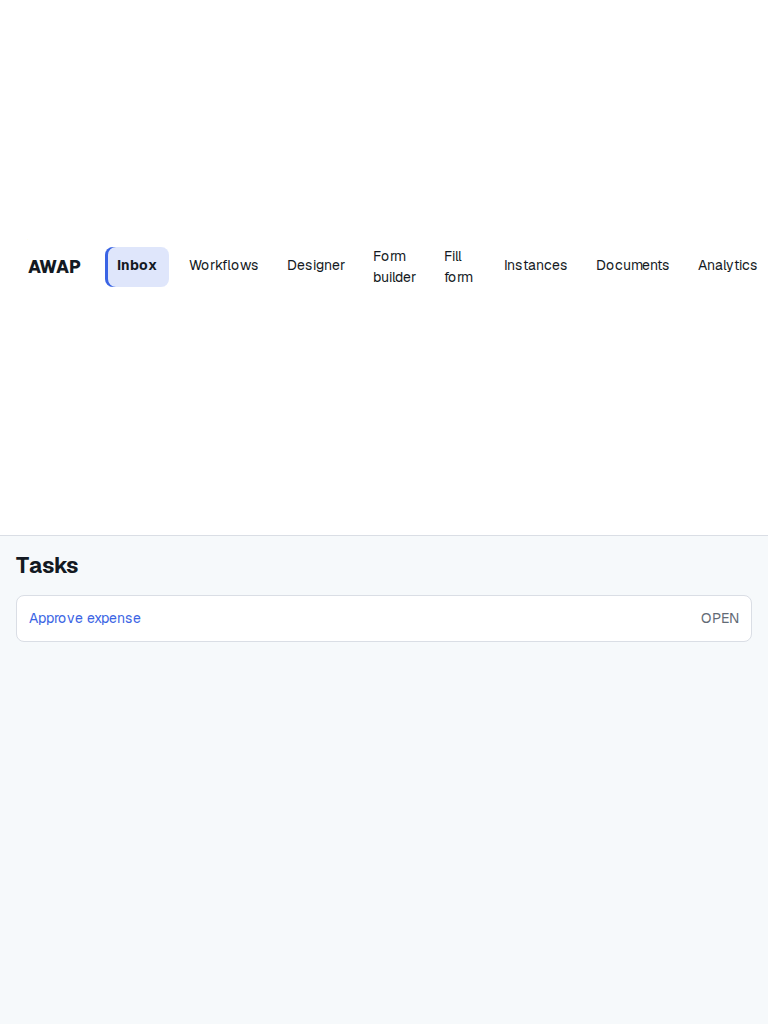 AWAP
Inbox
Workflows
Designer
Form
builder
Fill
form
Instances
Documents
Analytics
Tasks
Approve expense
OPEN